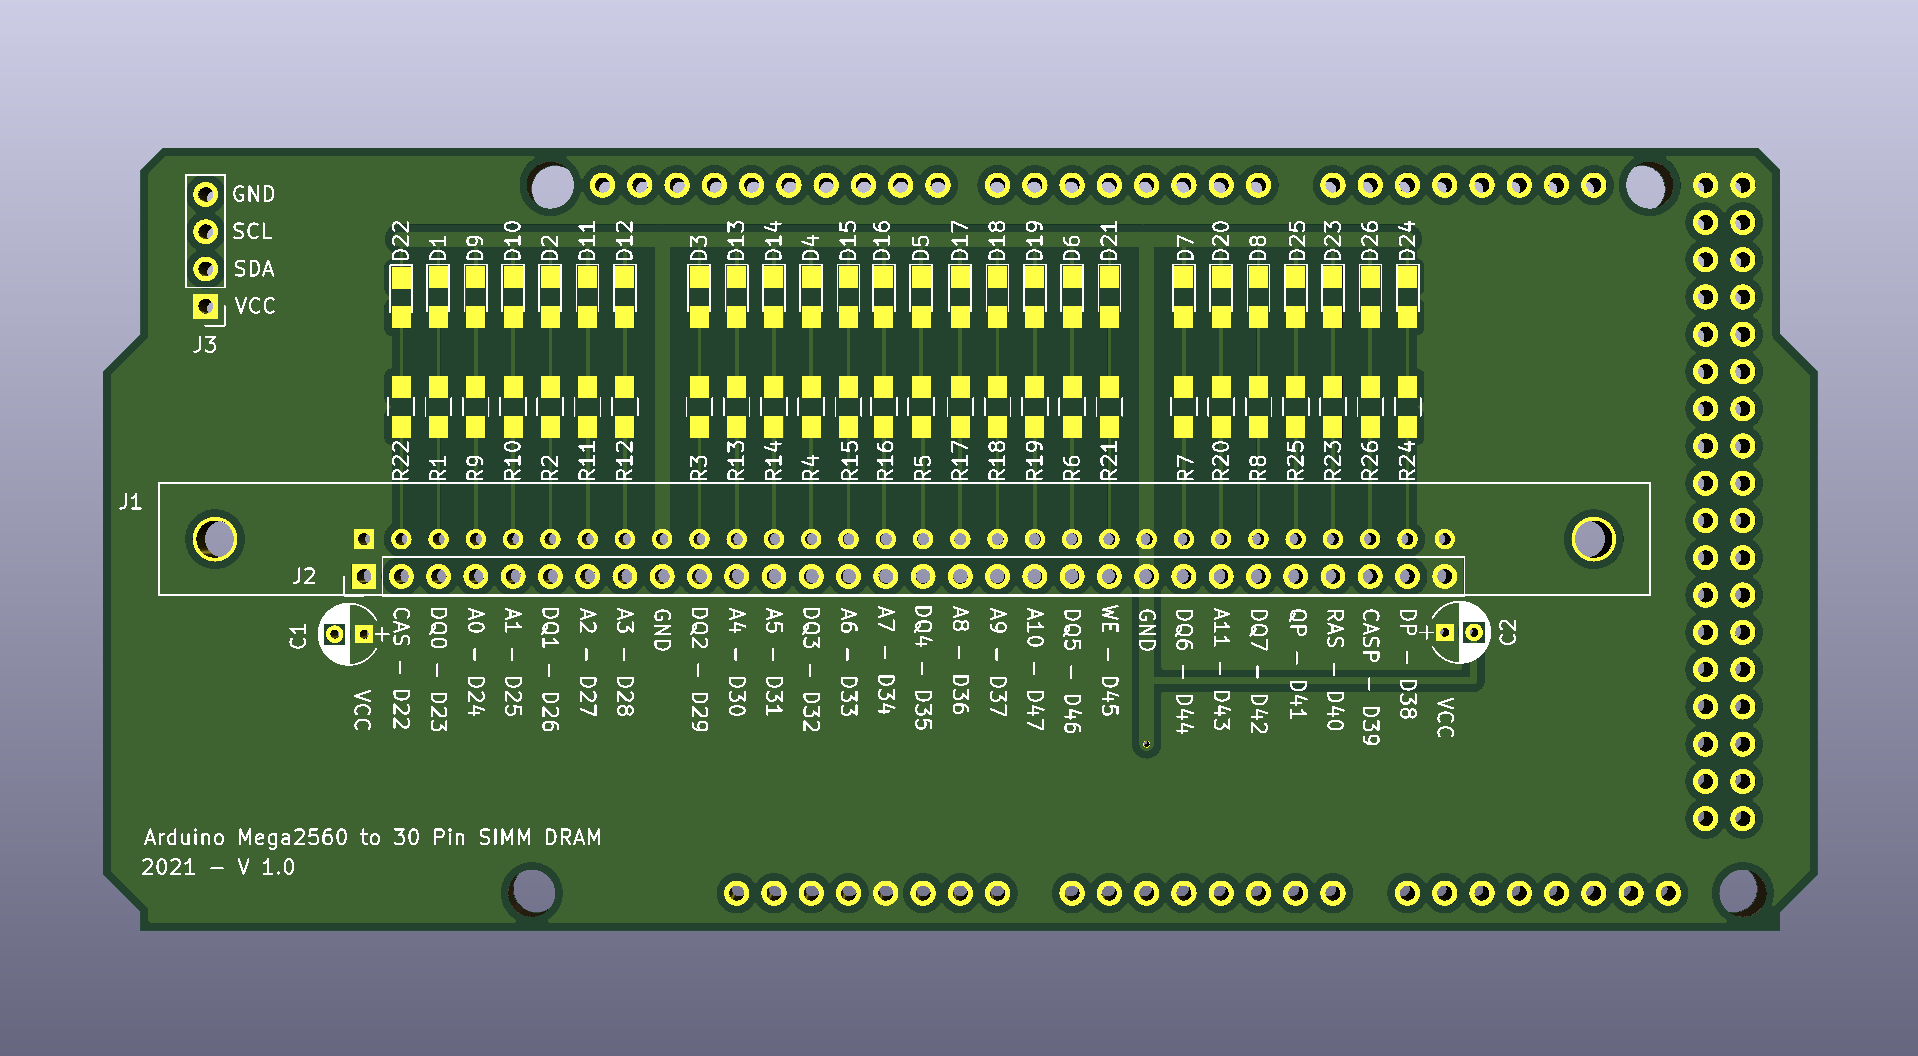 GND
SCL
SDA
VCC
J3
D22
D1
D9
D10
D2
D11
D12
D3
D13
D14
D4
D15
D16
D5
D17
D18
D19
D6
D21
D7
D20
D8
D25
D23
D26
D24
R22
R1
R9
R10
R2
R11
R12
R3
R13
R14
R4
R15
R16
R5
R17
R18
R19
R6
R21
R7
R20
R8
R25
R23
R26
R24
J1
J2
C1
+
VCC
CAS - D22
DQ0 - D23
A0 - D24
A1 - D25
DQ1 - D26
A2 - D27
A3 - D28
GND
DQ2 - D29
A4 - D30
A5 - D31
DQ3 - D32
A6 - D33
A7 - D34
DQ4 - D35
A8 - D36
A9 - D37
A10 - D47
DQ5 - D46
WE - D45
GND
DQ6 - D44
A11 - D43
DQ7 - D42
QP - D41
RAS - D40
CASP - D39
DP - D38
VCC
+
C2
Arduino Mega2560 to 30 Pin SIMM DRAM
2021 - V 1.0